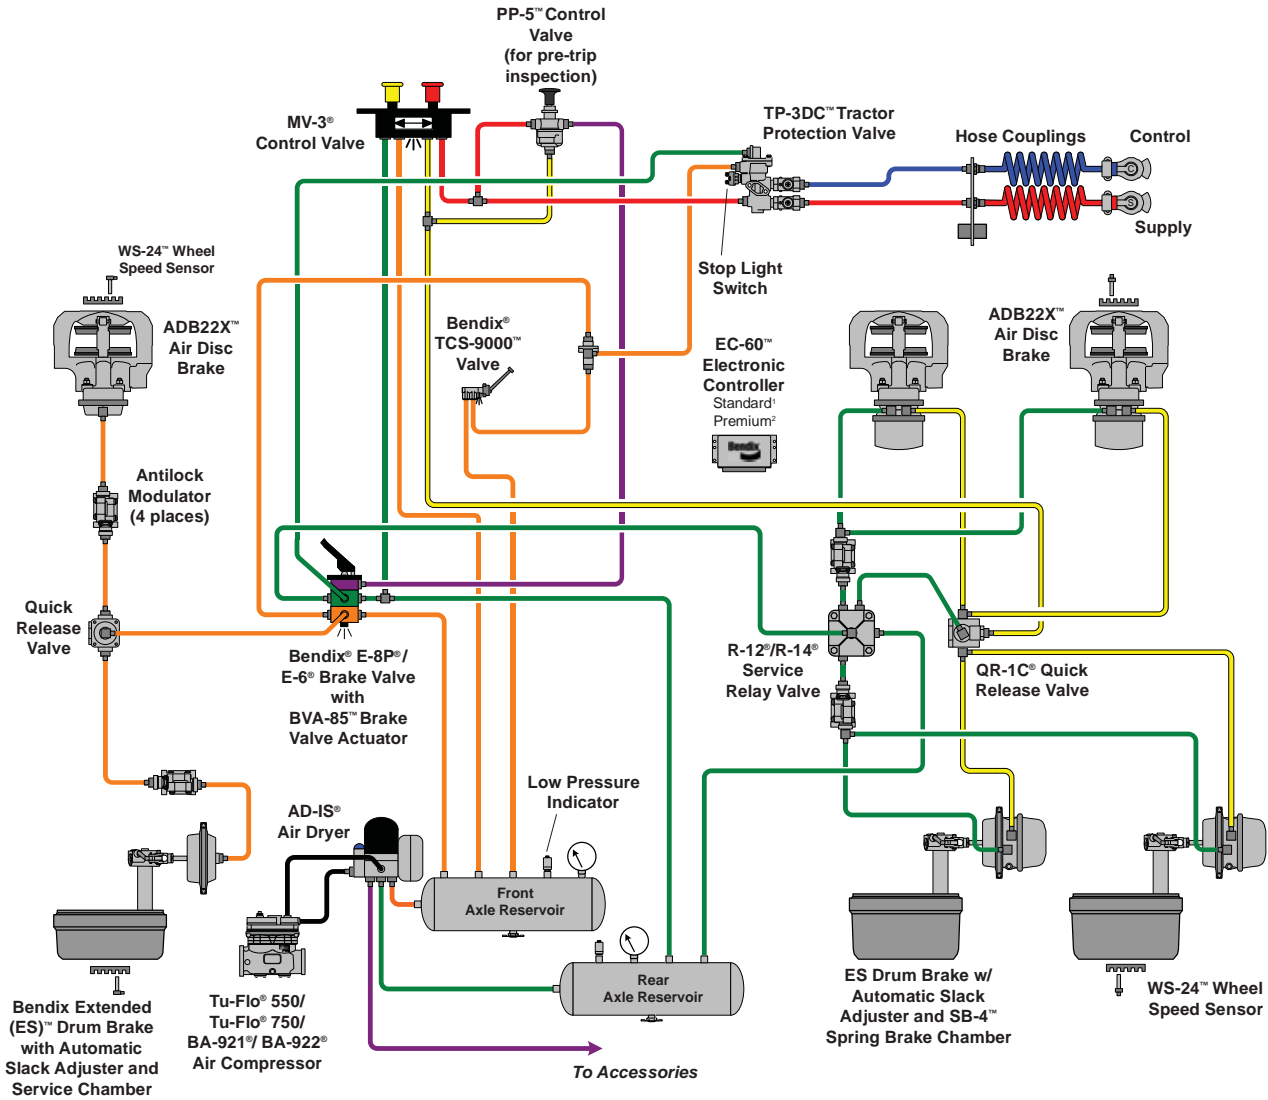 PP-5™ Control
Valve
(for pre-trip
inspection)
MV-3®
Control Valve
TP-3DC™ Tractor
Protection Valve
Hose Couplings
Control
Supply
S
Stop Light
Switch
WS-24™ Wheel
Speed Sensor
ADB22X™
Air Disc
Brake
Bendix®
TCS-9000™
Valve
EC-60™
Electronic
Controller
Standard¹
Premium²
Bendix
ADB22X™
Air Disc
Brake
Antilock
Modulator
(4 places)
Quick
Release
Valve
Bendix® E-8P®/
E-6® Brake Valve
with
BVA-85™ Brake
Valve Actuator
R-12®/R-14®
Service
Relay Valve
QR-1C® Quick
Release Valve
Low Pressure
Indicator
AD-IS®
Air Dryer
Front
Axle Reservoir
Rear
Axle Reservoir
Tu-Flo® 550/
Tu-Flo® 750/
BA-921®/ BA-922®
Air Compressor
To Accessories
Bendix Extended
(ES)™ Drum Brake
with Automatic
Slack Adjuster and
Service Chamber
ES Drum Brake w/
Automatic Slack
Adjuster and SB-4™
Spring Brake Chamber
WS-24™ Wheel
Speed Sensor